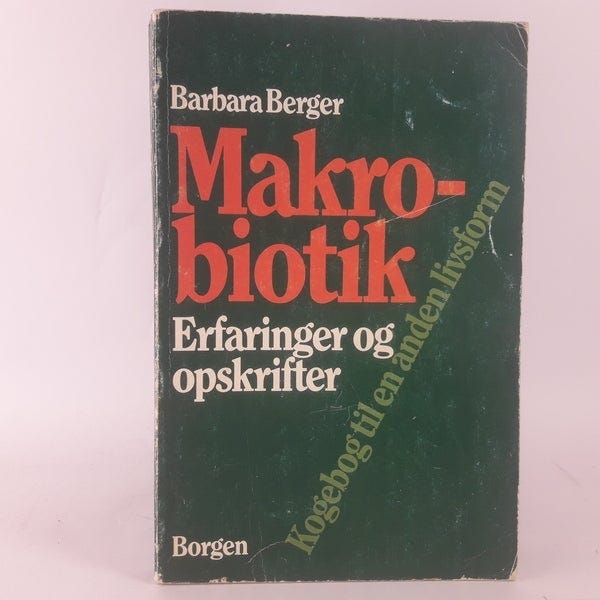 Barbara Berger
Makro-
biotik
Erfaringer og
opskrifter
Kogebog til en anden livsform
Borgen